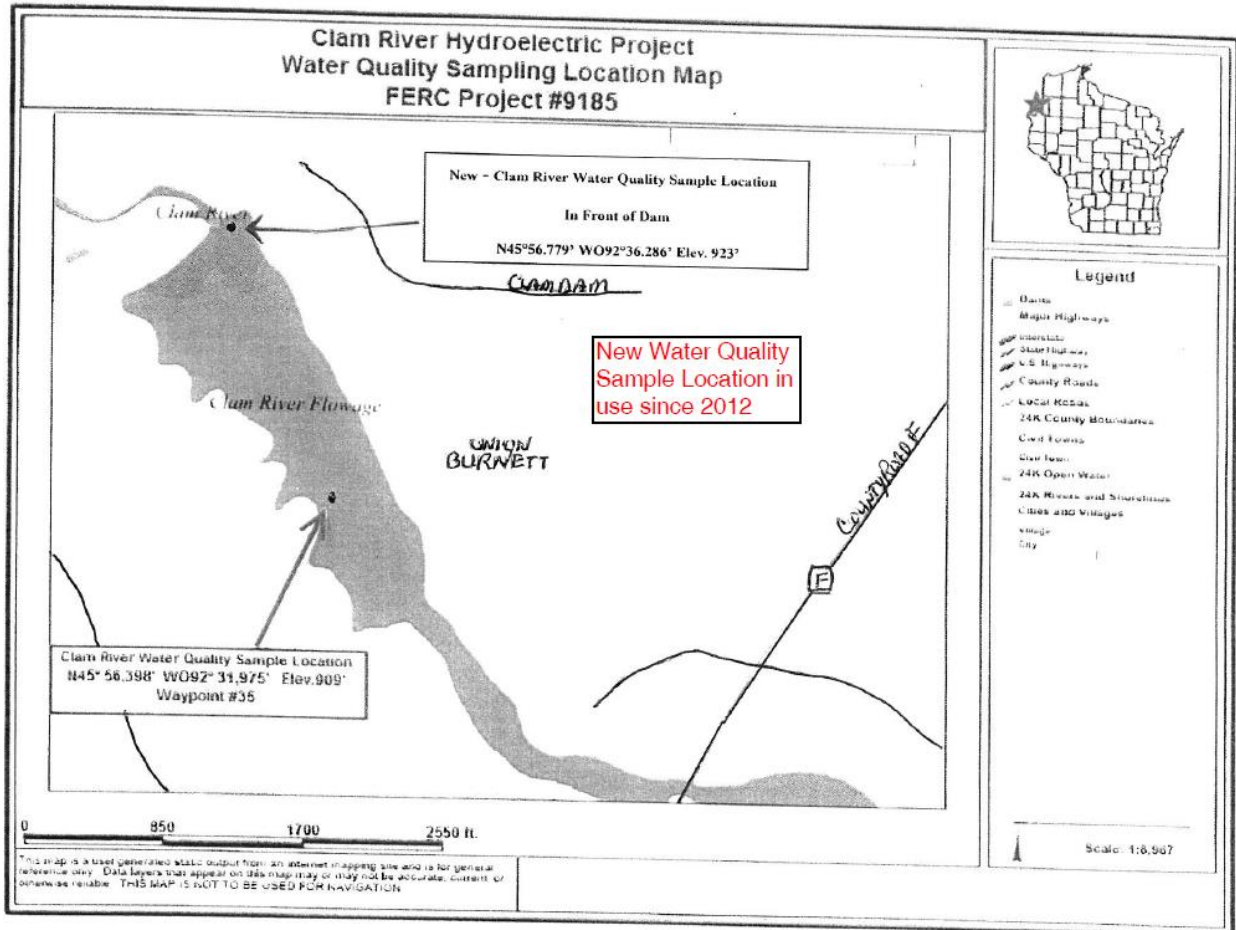 Clam River Hydroelectric Project
Water Quality Sampling Location Map
FERC Project #9185
New - Clam River Water Quality Sample Location
In Front of Dam
N45°56.779' WO92°36.286' Elev. 923'
Clam River
CLAM DAM
New Water Quality
Sample Location in
use since 2012
Clam River Flowage
UNION
BURNETT
COUNTY ROAD F
F
Clam River Water Quality Sample Location
N45° 56.398' WO92° 31,975' Elev.909'
Waypoint #35
0 850 1700 2550 ft.
This map is a user generated static output from an internet mapping site and is for general
reference only. Data layers that appear on this map may or may not be accurate, current, or
otherwise reliable. THIS MAP IS NOT TO BE USED FOR NAVIGATION
Legend
Dams
Major Highways
Interstate
State Highway
U.S. Highways
County Roads
Local Roads
24K County Boundaries
Civil Towns
Civil Town
24K Open Water
24K Rivers and Shorelines
Cities and Villages
Village
City
Scale: 1:8,967